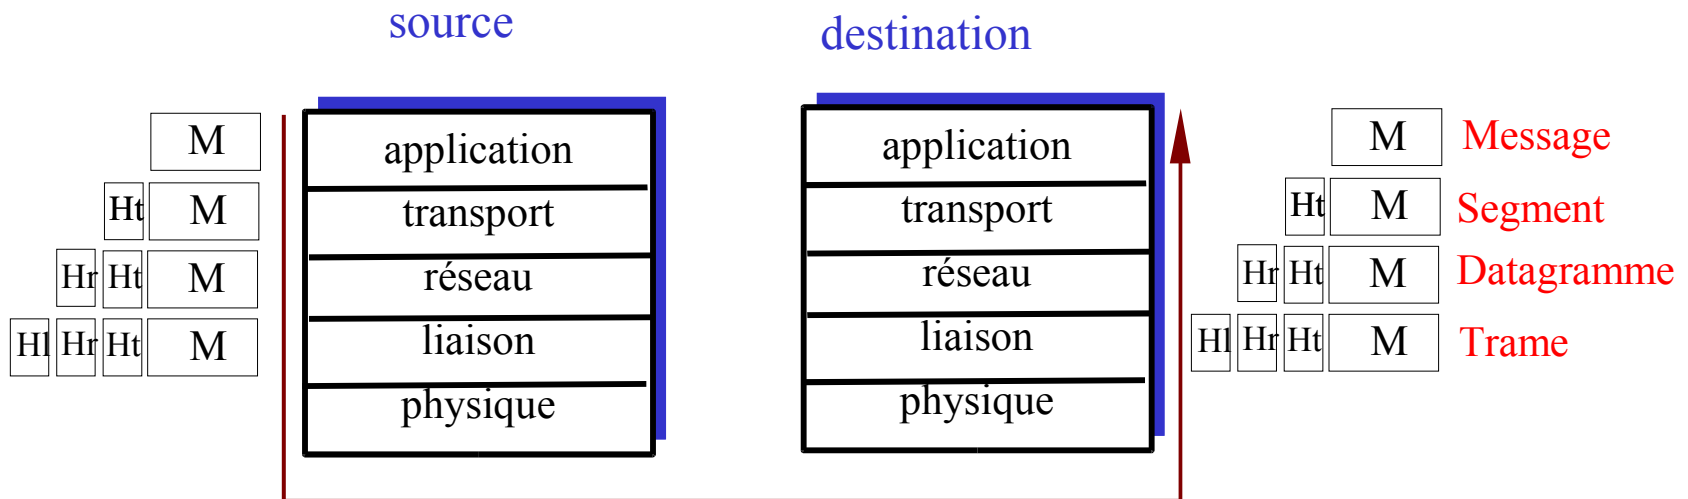 source destination
M application application M Message
Ht M transport transport Ht M Segment
Hr Ht M réseau réseau Hr Ht M Datagramme
Hl Hr Ht M liaison liaison Hl Hr Ht M Trame
physique physique